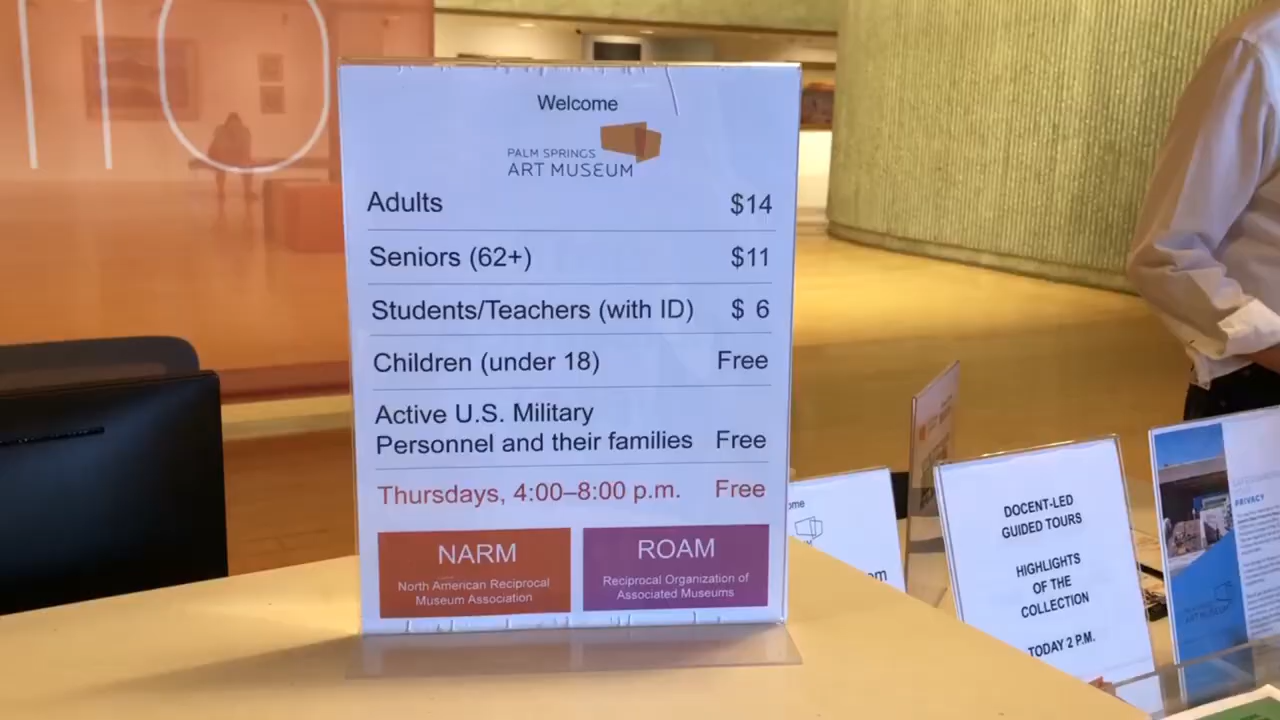 Welcome
PALM SPRINGS
ART MUSEUM
Adults $14
Seniors (62+) $11
Students/Teachers (with ID) $ 6
Children (under 18) Free
Active U.S. Military
Personnel and their families Free
Thursdays, 4:00–8:00 p.m. Free
NARM
North American Reciprocal
Museum Association
ROAM
Reciprocal Organization of
Associated Museums
DOCENT-LED
GUIDED TOURS
HIGHLIGHTS
OF THE
COLLECTION
TODAY 2 P.M.
PRIVACY
ART MUSEUM